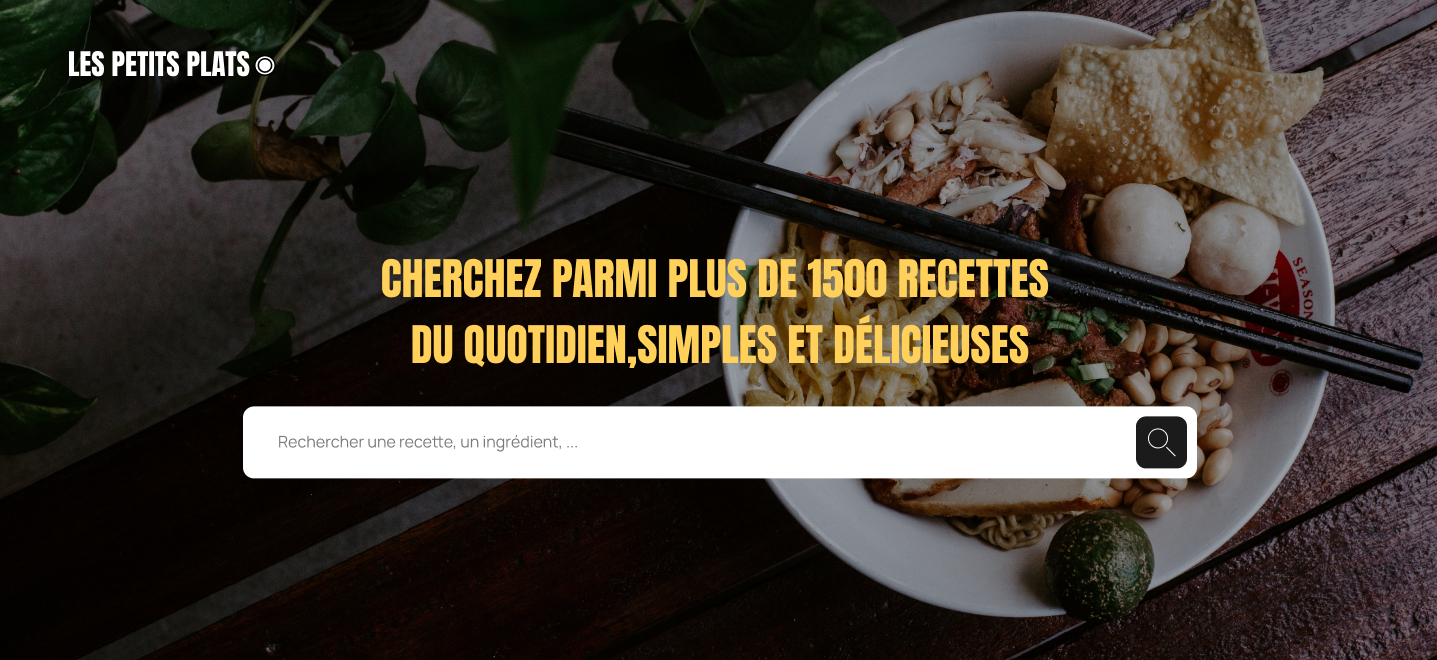 LES PETITS PLATS
CHERCHEZ PARMI PLUS DE 1500 RECETTES
DU QUOTIDIEN,SIMPLES ET DÉLICIEUSES
Rechercher une recette, un ingrédient, ...
SEASON